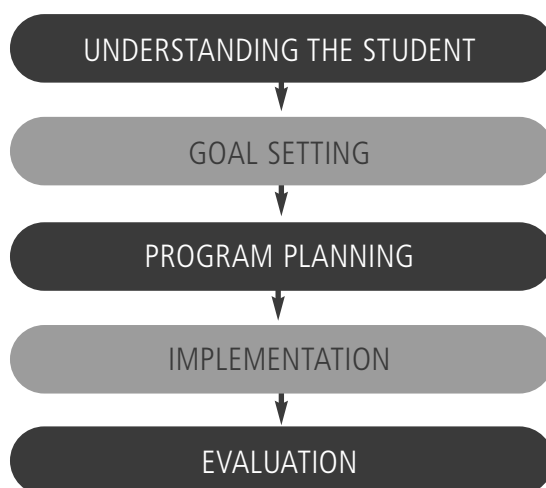 UNDERSTANDING THE STUDENT
GOAL SETTING
PROGRAM PLANNING
IMPLEMENTATION
EVALUATION